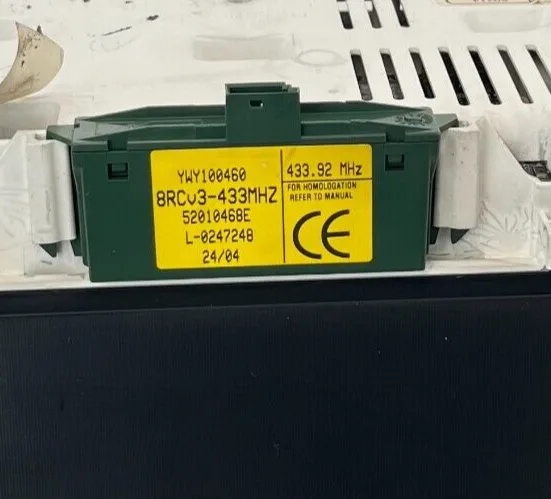 YWY100460
8RCv3-433MHZ
52010468E
L-0247248
24/04
433.92 MHz
FOR HOMOLOGATION
REFER TO MANUAL
CE